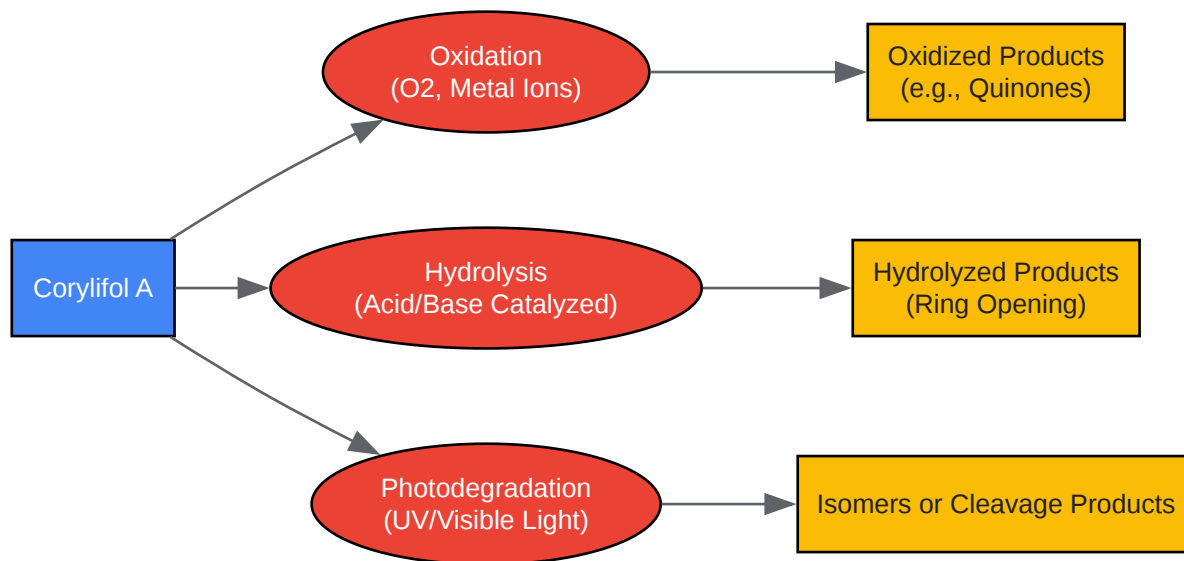 Oxidation
(O2, Metal Ions)
Oxidized Products
(e.g., Quinones)
Corylifol A
Hydrolysis
(Acid/Base Catalyzed)
Hydrolyzed Products
(Ring Opening)
Photodegradation
(UV/Visible Light)
Isomers or Cleavage Products